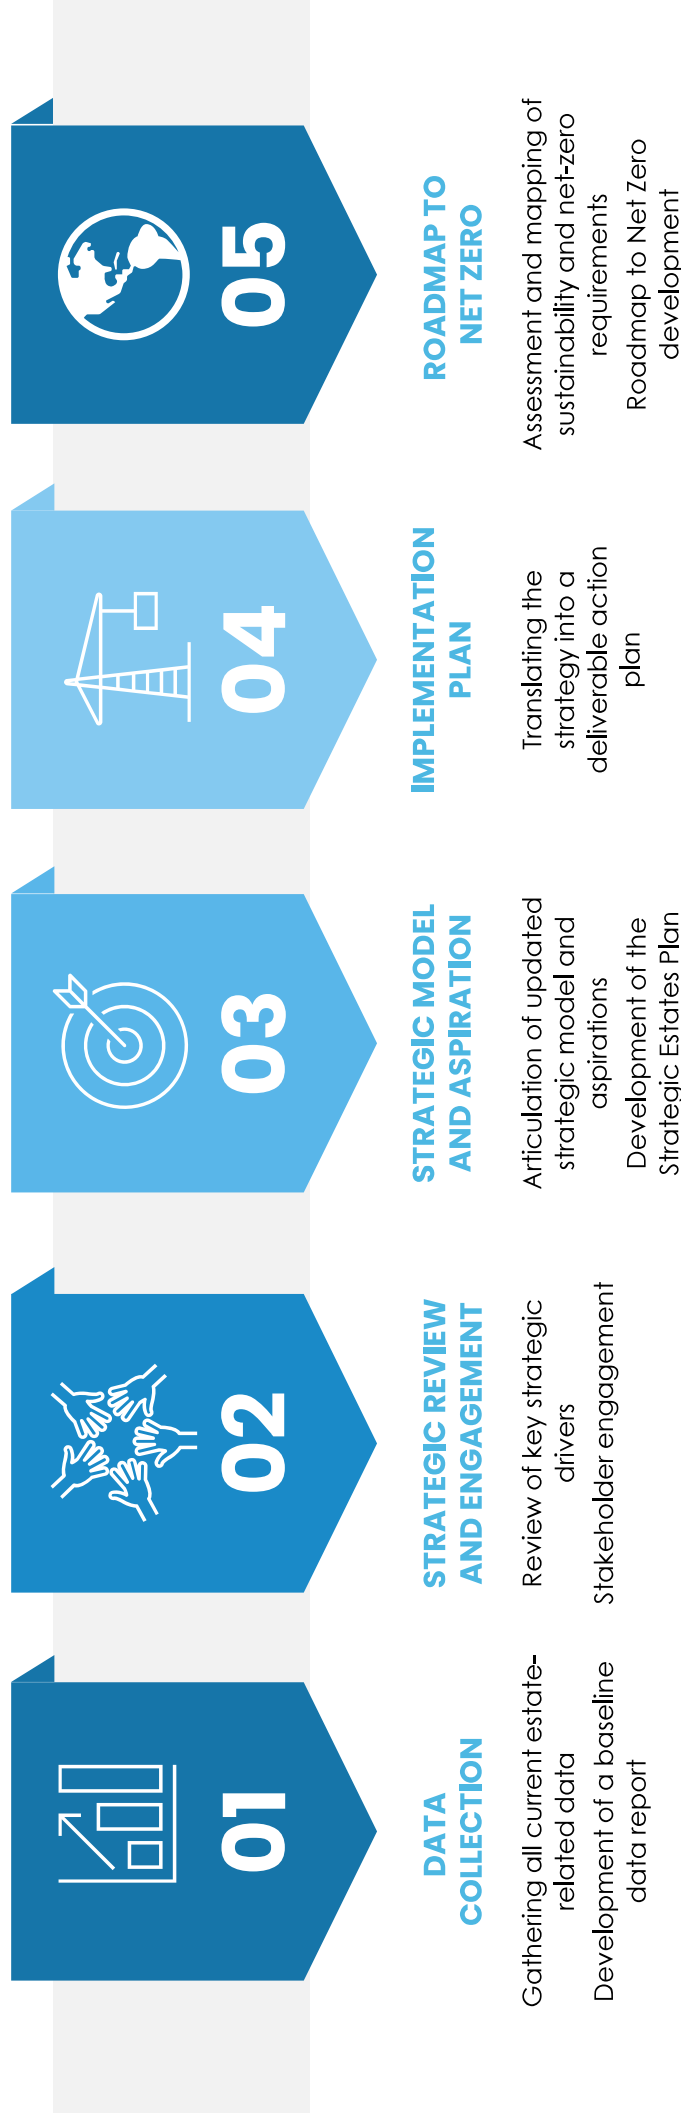 01
DATA
COLLECTION
Gathering all current estate-
related data
Development of a baseline
data report
02
STRATEGIC REVIEW
AND ENGAGEMENT
Review of key strategic
drivers
Stakeholder engagement
03
STRATEGIC MODEL
AND ASPIRATION
Articulation of updated
strategic model and
aspirations
Development of the
Strategic Estates Plan
04
IMPLEMENTATION
PLAN
Translating the
strategy into a
deliverable action
plan
05
ROADMAP TO
NET ZERO
Assessment and mapping of
sustainability and net-zero
requirements
Roadmap to Net Zero
development